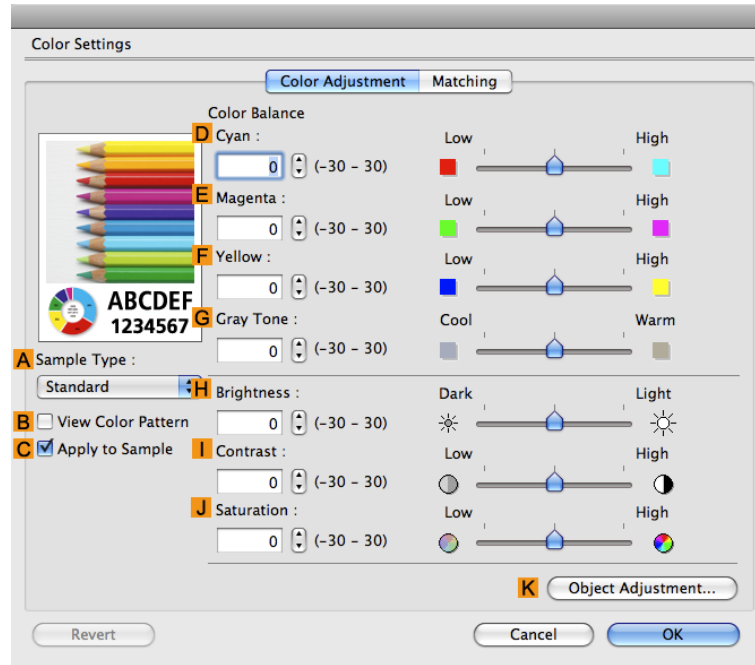 Color Settings
Color Adjustment Matching
Color Balance
D Cyan : Low High
0 (-30 – 30)
E Magenta : Low High
0 (-30 – 30)
F Yellow : Low High
0 (-30 – 30)
ABCDEF
1234567
G Gray Tone : Cool Warm
0 (-30 – 30)
A Sample Type :
Standard
H Brightness : Dark Light
0 (-30 – 30)
B View Color Pattern
C Apply to Sample
I Contrast : Low High
0 (-30 – 30)
J Saturation : Low High
0 (-30 – 30)
K Object Adjustment...
Revert Cancel OK